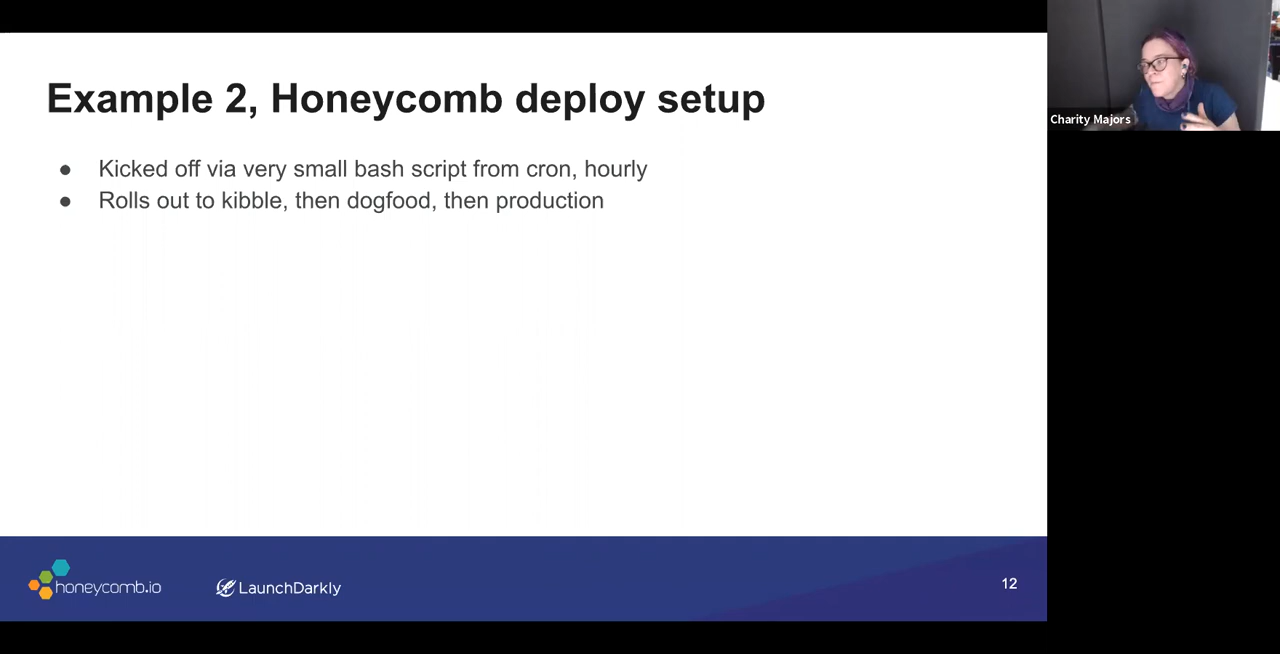 Example 2, Honeycomb deploy setup
● Kicked off via very small bash script from cron, hourly
● Rolls out to kibble, then dogfood, then production
Charity Majors
honeycomb.io
LaunchDarkly
12